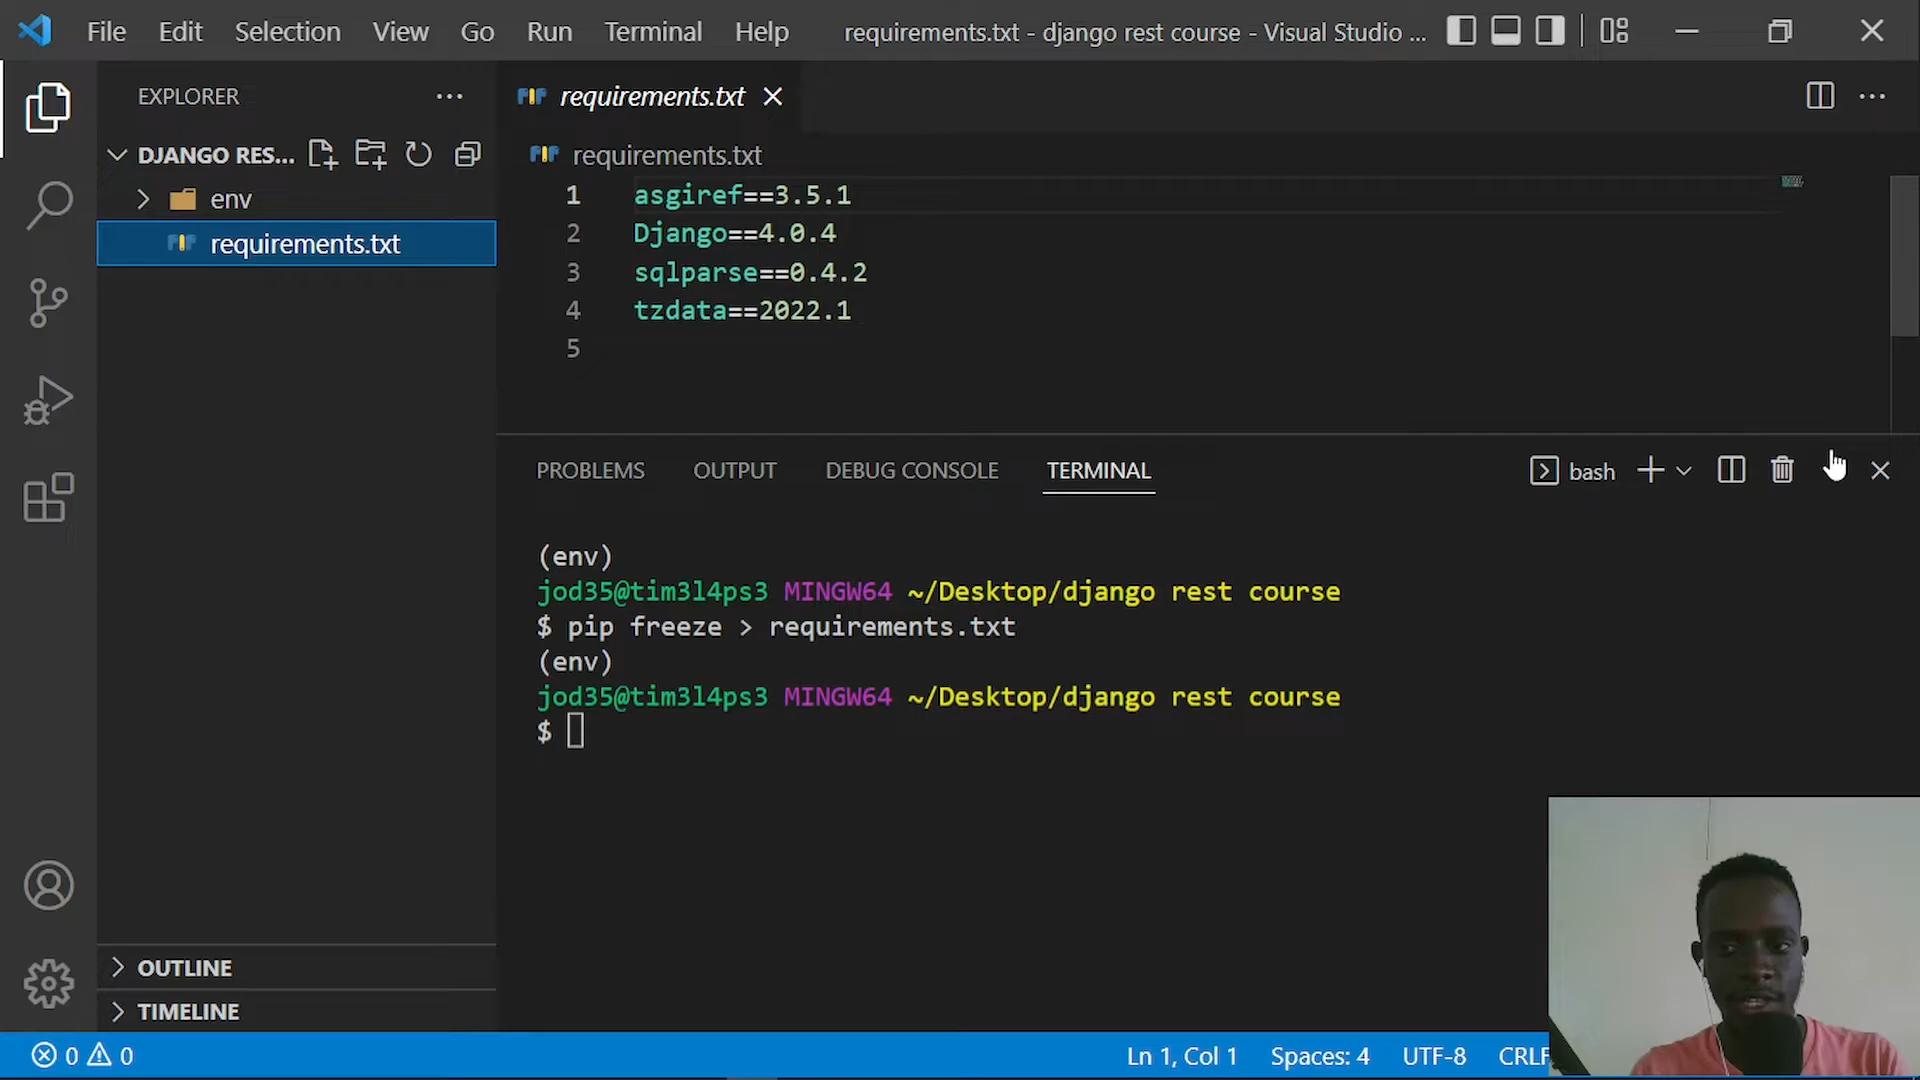 File Edit Selection View Go Run Terminal Help requirements.txt - django rest course - Visual Studio ...
EXPLORER
DJANGO RES...
env
requirements.txt
requirements.txt
requirements.txt
1 asgiref==3.5.1
2 Django==4.0.4
3 sqlparse==0.4.2
4 tzdata==2022.1
5
PROBLEMS OUTPUT DEBUG CONSOLE TERMINAL bash
(env)
jod35@tim3l4ps3 MINGW64 ~/Desktop/django rest course
$ pip freeze > requirements.txt
(env)
jod35@tim3l4ps3 MINGW64 ~/Desktop/django rest course
$
OUTLINE
TIMELINE
0 0 Ln 1, Col 1 Spaces: 4 UTF-8 CRLF